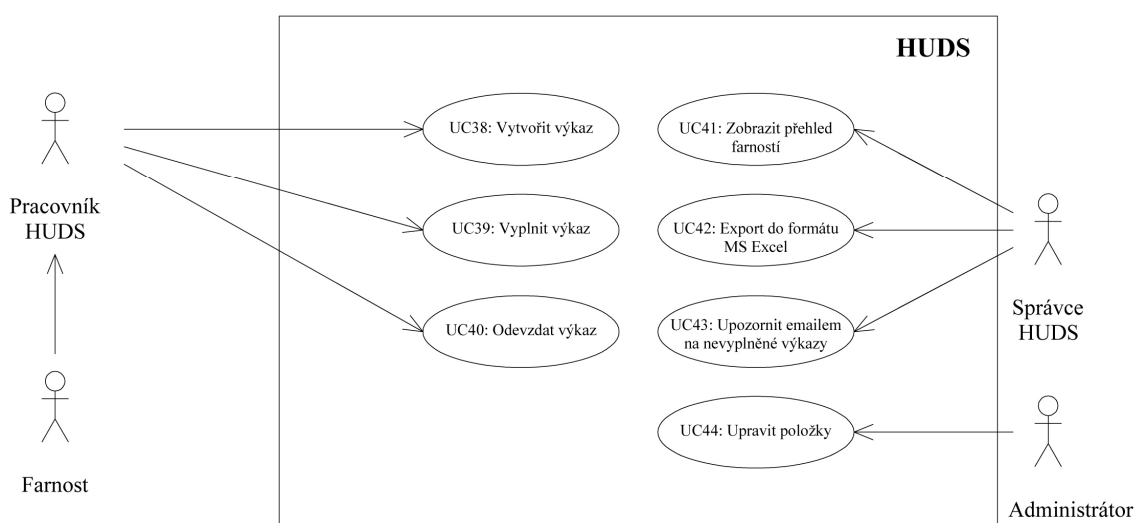 HUDS
UC38: Vytvořit výkaz
UC41: Zobrazit přehled
farností
Pracovník
HUDS
UC39: Vyplnit výkaz
UC42: Export do formátu
MS Excel
UC40: Odevzdat výkaz
UC43: Upozornit emailem
na nevyplněné výkazy
Správce
HUDS
UC44: Upravit položky
Farnost
Administrátor